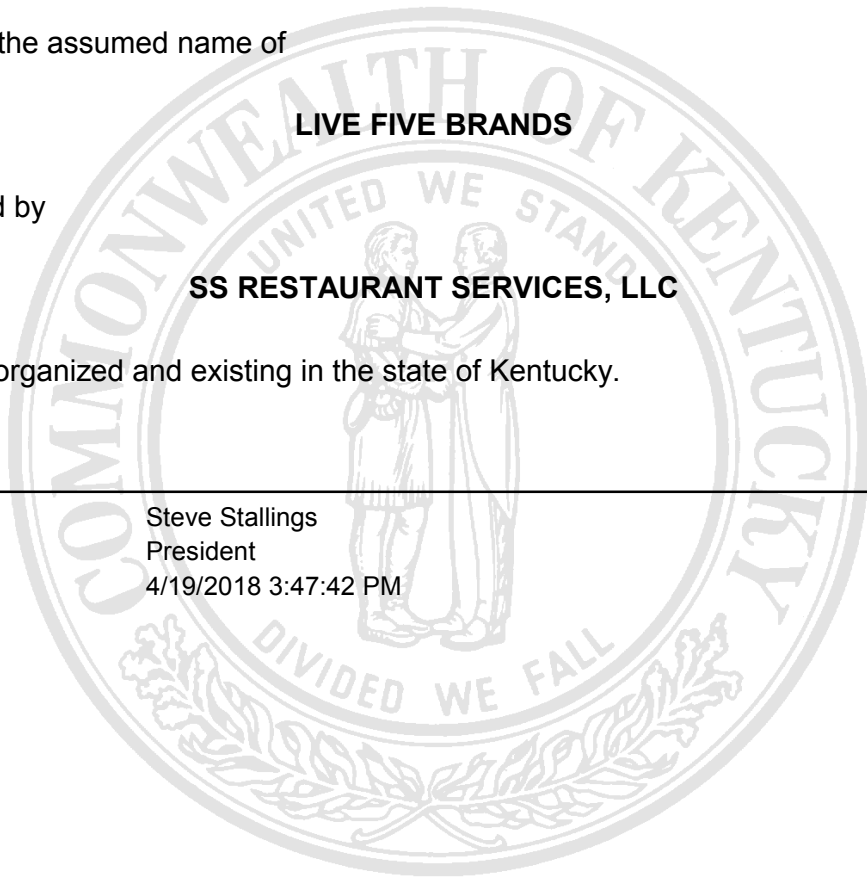 the assumed name of
LIVE FIVE BRANDS
d by
SS RESTAURANT SERVICES, LLC
organized and existing in the state of Kentucky.
Steve Stallings
President
4/19/2018 3:47:42 PM
COMMONWEALTH OF KENTUCKY
UNITED WE STAND
DIVIDED WE FALL